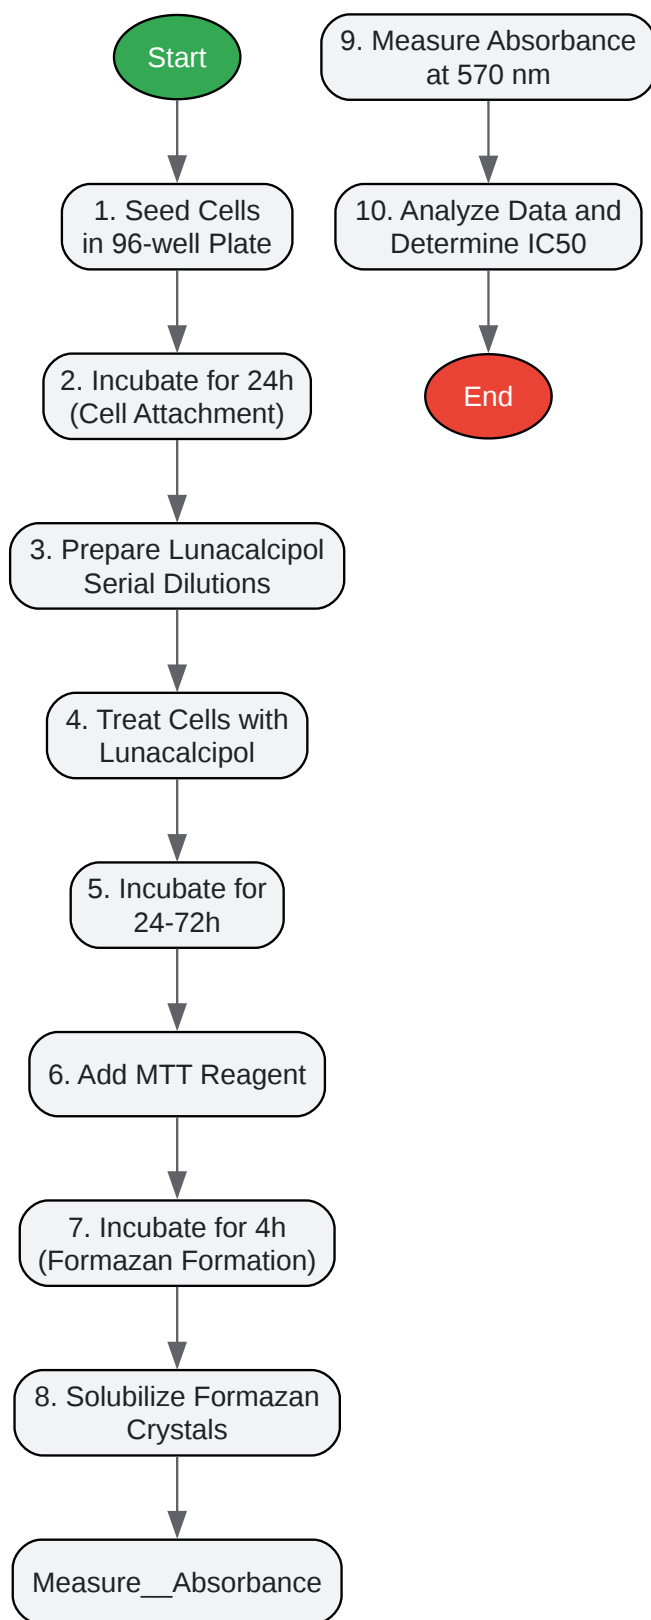 Start
1. Seed Cells
in 96-well Plate
2. Incubate for 24h
(Cell Attachment)
3. Prepare Lunacalcipol
Serial Dilutions
4. Treat Cells with
Lunacalcipol
5. Incubate for
24-72h
6. Add MTT Reagent
7. Incubate for 4h
(Formazan Formation)
8. Solubilize Formazan
Crystals
Measure__Absorbance
9. Measure Absorbance
at 570 nm
10. Analyze Data and
Determine IC50
End